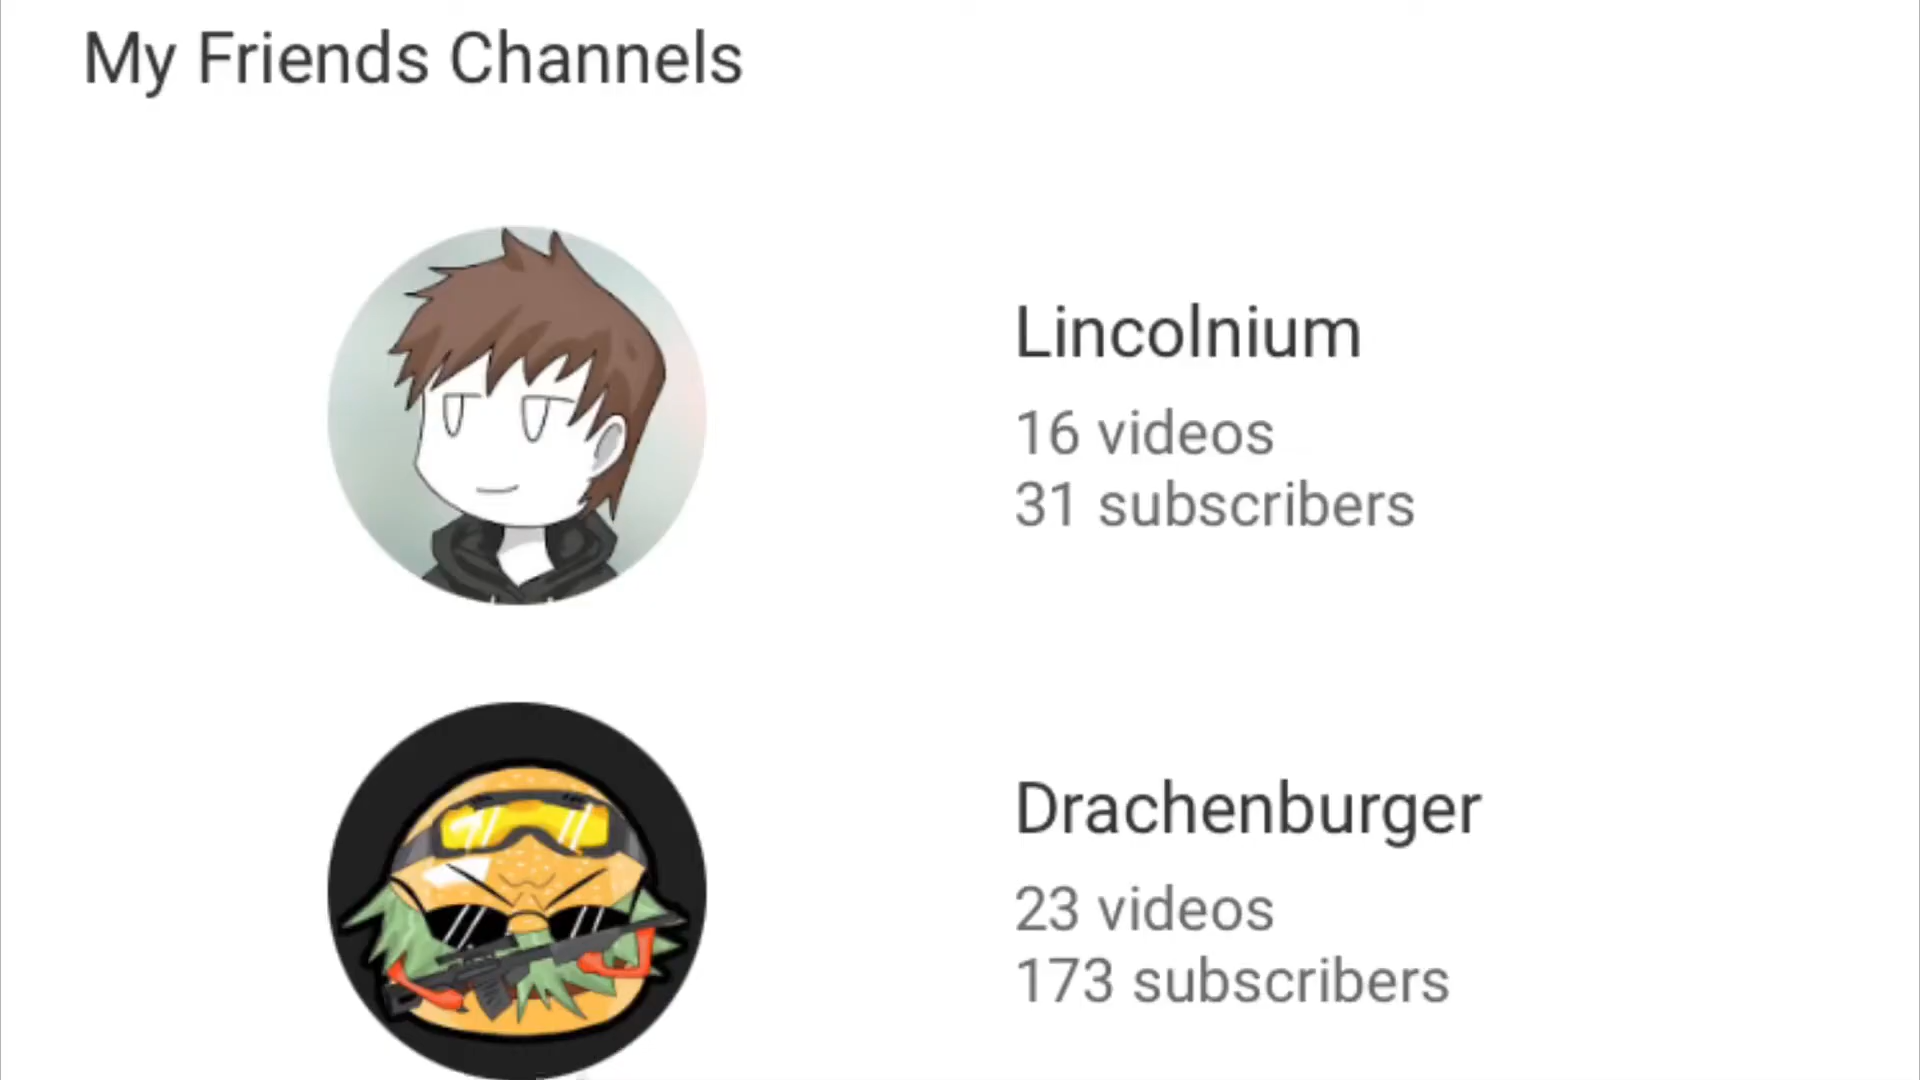 My Friends Channels
Lincolnium
16 videos
31 subscribers
Drachenburger
23 videos
173 subscribers